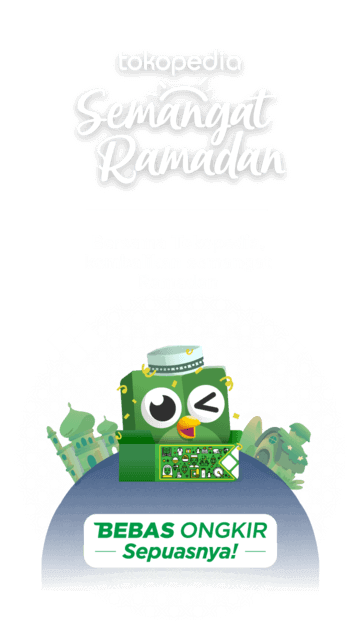 tokopedia
Semangat
Ramadan
BEBAS ONGKIR
Sepuasnya!